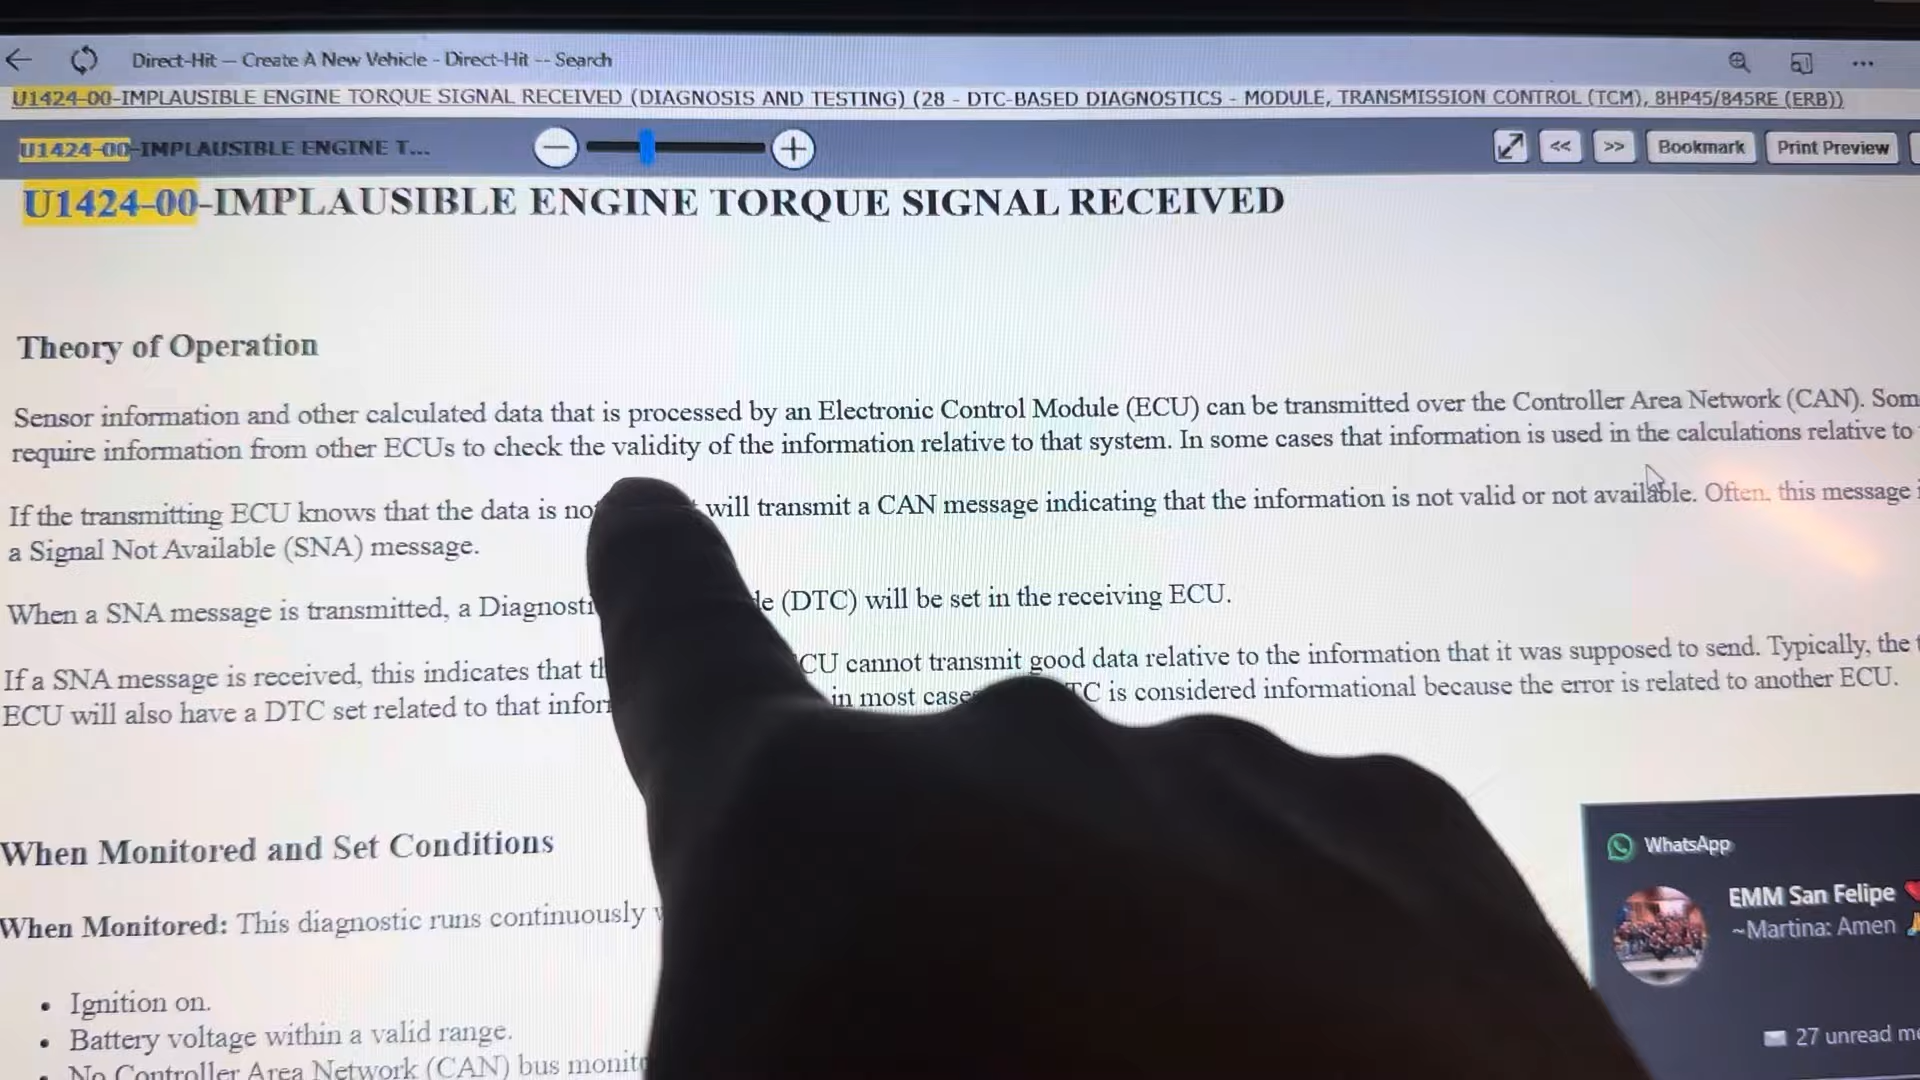 Direct-Hit -- Create A New Vehicle - Direct-Hit -- Search
U1424-00-IMPLAUSIBLE ENGINE TORQUE SIGNAL RECEIVED (DIAGNOSIS AND TESTING) (28 - DTC-BASED DIAGNOSTICS - MODULE, TRANSMISSION CONTROL (TCM), 8HP45/845RE (ERB))
U1424-00-IMPLAUSIBLE ENGINE T...
<< >> Bookmark Print Preview
U1424-00-IMPLAUSIBLE ENGINE TORQUE SIGNAL RECEIVED
Theory of Operation
Sensor information and other calculated data that is processed by an Electronic Control Module (ECU) can be transmitted over the Controller Area Network (CAN). Som
require information from other ECUs to check the validity of the information relative to that system. In some cases that information is used in the calculations relative to
If the transmitting ECU knows that the data is no will transmit a CAN message indicating that the information is not valid or not available. Often, this message
a Signal Not Available (SNA) message.
When a SNA message is transmitted, a Diagnosti de (DTC) will be set in the receiving ECU.
If a SNA message is received, this indicates that th CU cannot transmit good data relative to the information that it was supposed to send. Typically, the
ECU will also have a DTC set related to that infor in most cases TC is considered informational because the error is related to another ECU.
When Monitored and Set Conditions
When Monitored: This diagnostic runs continuously
• Ignition on.
• Battery voltage within a valid range.
• No Controller Area Network (CAN) bus monito
WhatsApp
EMM San Felipe
~Martina: Amen
27 unread me